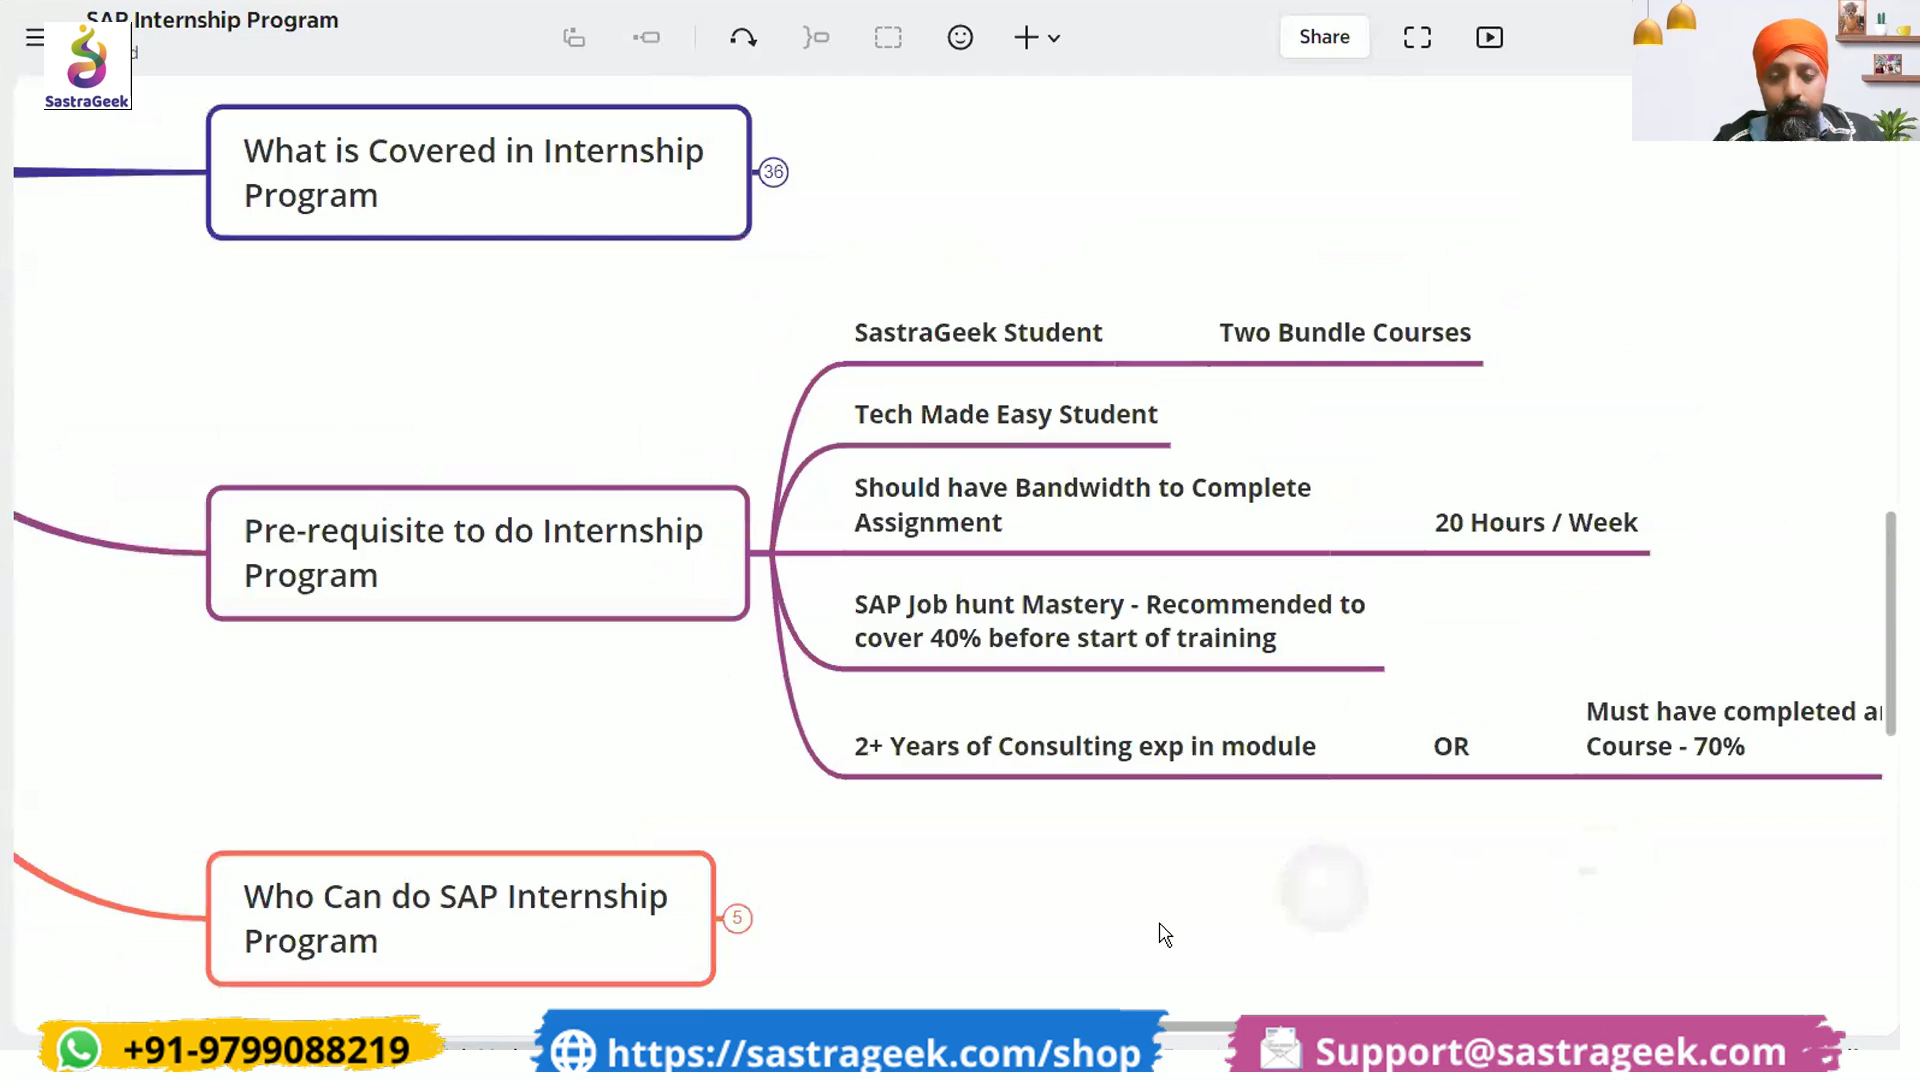 SAP Internship Program
SastraGeek
Share
What is Covered in Internship
Program
36
SastraGeek Student
Two Bundle Courses
Tech Made Easy Student
Should have Bandwidth to Complete
Assignment
20 Hours / Week
Pre-requisite to do Internship
Program
SAP Job hunt Mastery - Recommended to
cover 40% before start of training
2+ Years of Consulting exp in module
OR
Must have completed
Course - 70%
Who Can do SAP Internship
Program
5
+91-9799088219
https://sastrageek.com/shop
Support@sastrageek.com